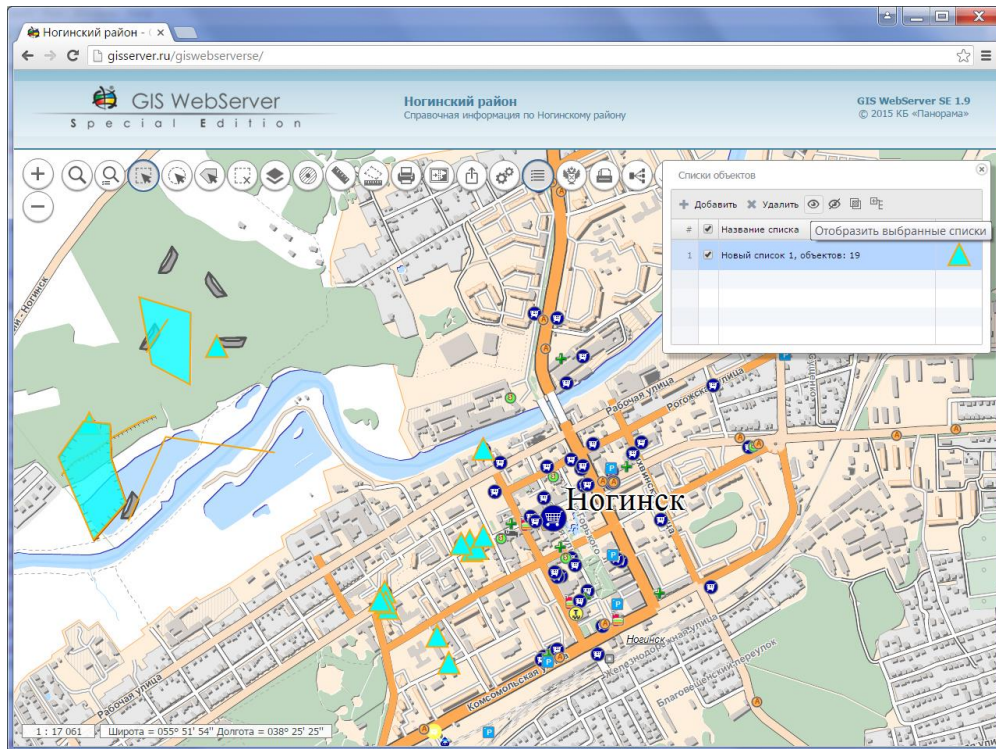 Ногинский район - (
gisserver.ru/giswebserverse/
GIS WebServer
Special Edition
Ногинский район
Справочная информация по Ногинскому району
GIS WebServer SE 1.9
© 2015 КБ «Панорама»
Списки объектов
Добавить Удалить
# Название списка
Отобразить выбранные списки
1 Новый список 1, объектов: 19
Рабочая улица
Рогожская улица
Ногинск
Ногинск
Железнодорожная улица
Благовещенский переулок
Комсомольская
Рабочая улица
1 : 17 061 Широта = 055° 51' 54" Долгота = 038° 25' 25"